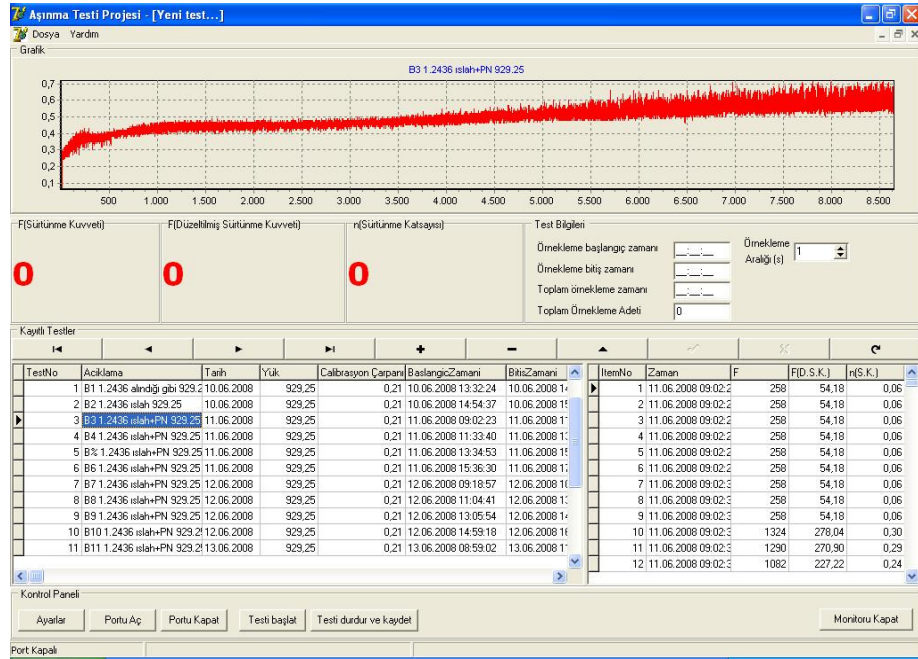 Aşınma Testi Projesi - [Yeni test...]
Dosya Yardım
Grafik
B3 1.2436 ıslah+PN 929.25
0,7
0,6
0,5
0,4
0,3
0,2
0,1
500 1.000 1.500 2.000 2.500 3.000 3.500 4.000 4.500 5.000 5.500 6.000 6.500 7.000 7.500 8.000 8.500
F(Sürtünme Kuvveti) F(Düzeltilmiş Sürtünme Kuvveti) n(Sürtünme Katsayısı) Test Bilgileri
0 0 0
Örnekleme başlangıç zamanı __:__:__ Örnekleme Aralığı (s) 1
Örnekleme bitiş zamanı __:__:__
Toplam örnekleme zamanı __:__:__
Toplam Örnekleme Adeti 0
Kayıtlı Testler
TestNo Aciklama Tarih Yük Calibrasyon Çarpanı BaslangicZamani BitisZamani
1 B1 1.2436 alındığı gibi 929.2 10.06.2008 929,25 0,21 10.06.2008 13:32:24 10.06.2008 14
2 B2 1.2436 ıslah 929.25 10.06.2008 929,25 0,21 10.06.2008 14:54:37 10.06.2008 15
3 B3 1.2436 ıslah+PN 929.25 11.06.2008 929,25 0,21 11.06.2008 09:02:23 11.06.2008 1
4 B4 1.2436 ıslah+PN 929.25 11.06.2008 929,25 0,21 11.06.2008 11:33:40 11.06.2008 1
5 B% 1.2436 ıslah+PN 929.25 11.06.2008 929,25 0,21 11.06.2008 13:34:53 11.06.2008 15
6 B6 1.2436 ıslah+PN 929.25 11.06.2008 929,25 0,21 11.06.2008 15:36:30 11.06.2008 17
7 B7 1.2436 ıslah+PN 929.25 12.06.2008 929,25 0,21 12.06.2008 09:18:57 12.06.2008 10
8 B8 1.2436 ıslah+PN 929.25 12.06.2008 929,25 0,21 12.06.2008 11:04:41 12.06.2008 1
9 B9 1.2436 ıslah+PN 929.25 12.06.2008 929,25 0,21 12.06.2008 13:05:54 12.06.2008 14
10 B10 1.2436 ıslah+PN 929.2 12.06.2008 929,25 0,21 12.06.2008 14:59:18 12.06.2008 16
11 B11 1.2436 ıslah+PN 929.2 13.06.2008 929,25 0,21 13.06.2008 08:59:02 13.06.2008 1
ItemNo Zaman F F(D.S.K.) n(S.K.)
1 11.06.2008 09:02:2 258 54,18 0,06
2 11.06.2008 09:02:2 258 54,18 0,06
3 11.06.2008 09:02:2 258 54,18 0,06
4 11.06.2008 09:02:2 258 54,18 0,06
5 11.06.2008 09:02:2 258 54,18 0,06
6 11.06.2008 09:02:2 258 54,18 0,06
7 11.06.2008 09:02:3 258 54,18 0,06
8 11.06.2008 09:02:3 258 54,18 0,06
9 11.06.2008 09:02:3 258 54,18 0,06
10 11.06.2008 09:02:3 1324 278,04 0,30
11 11.06.2008 09:02:3 1290 270,90 0,29
12 11.06.2008 09:02:3 1082 227,22 0,24
Kontrol Paneli
Ayarlar Portu Aç Portu Kapat Testi başlat Testi durdur ve kaydet Monitoru Kapat
Port Kapalı